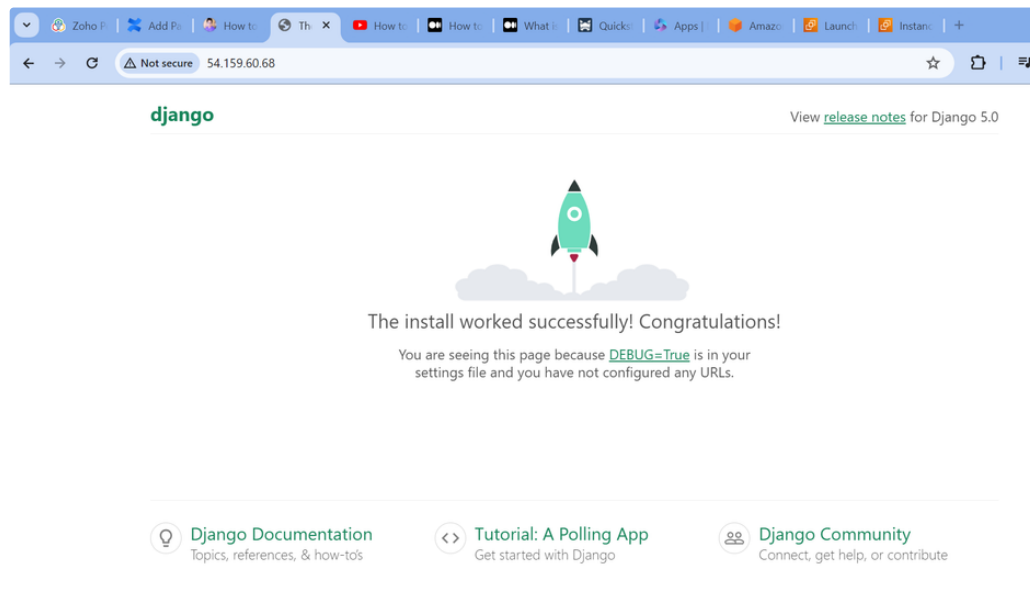 Zoho P
Add Pa
How to
Th
How to
How to
What i
Quicks
Apps |
Amazo
Launch
Instanc
Not secure 54.159.60.68
django
View release notes for Django 5.0
The install worked successfully! Congratulations!
You are seeing this page because DEBUG=True is in your
settings file and you have not configured any URLs.
Django Documentation
Topics, references, & how-to's
Tutorial: A Polling App
Get started with Django
Django Community
Connect, get help, or contribute